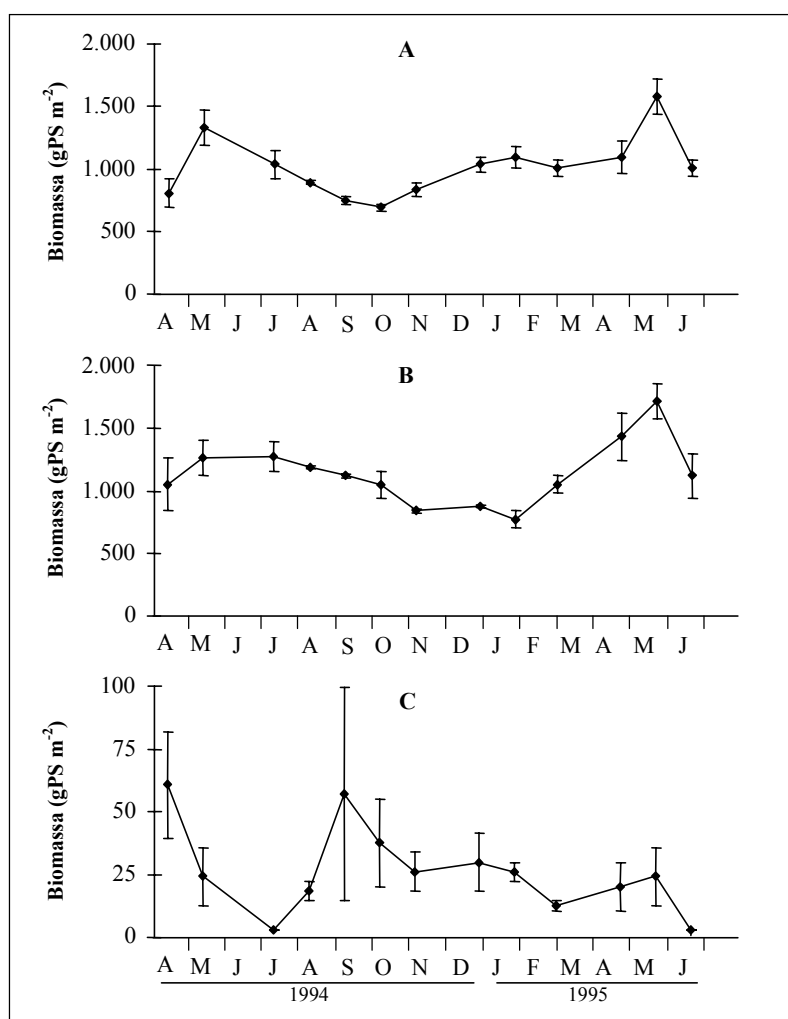 A
Biomassa (gPS m-2)
2.000
1.500
1.000
500
0
A M J J A S O N D J F M A M J
B
Biomassa (gPS m-2)
2.000
1.500
1.000
500
0
A M J J A S O N D J F M A M J
C
Biomassa (gPS m-2)
100
75
50
25
0
A M J J A S O N D J F M A M J
1994 1995